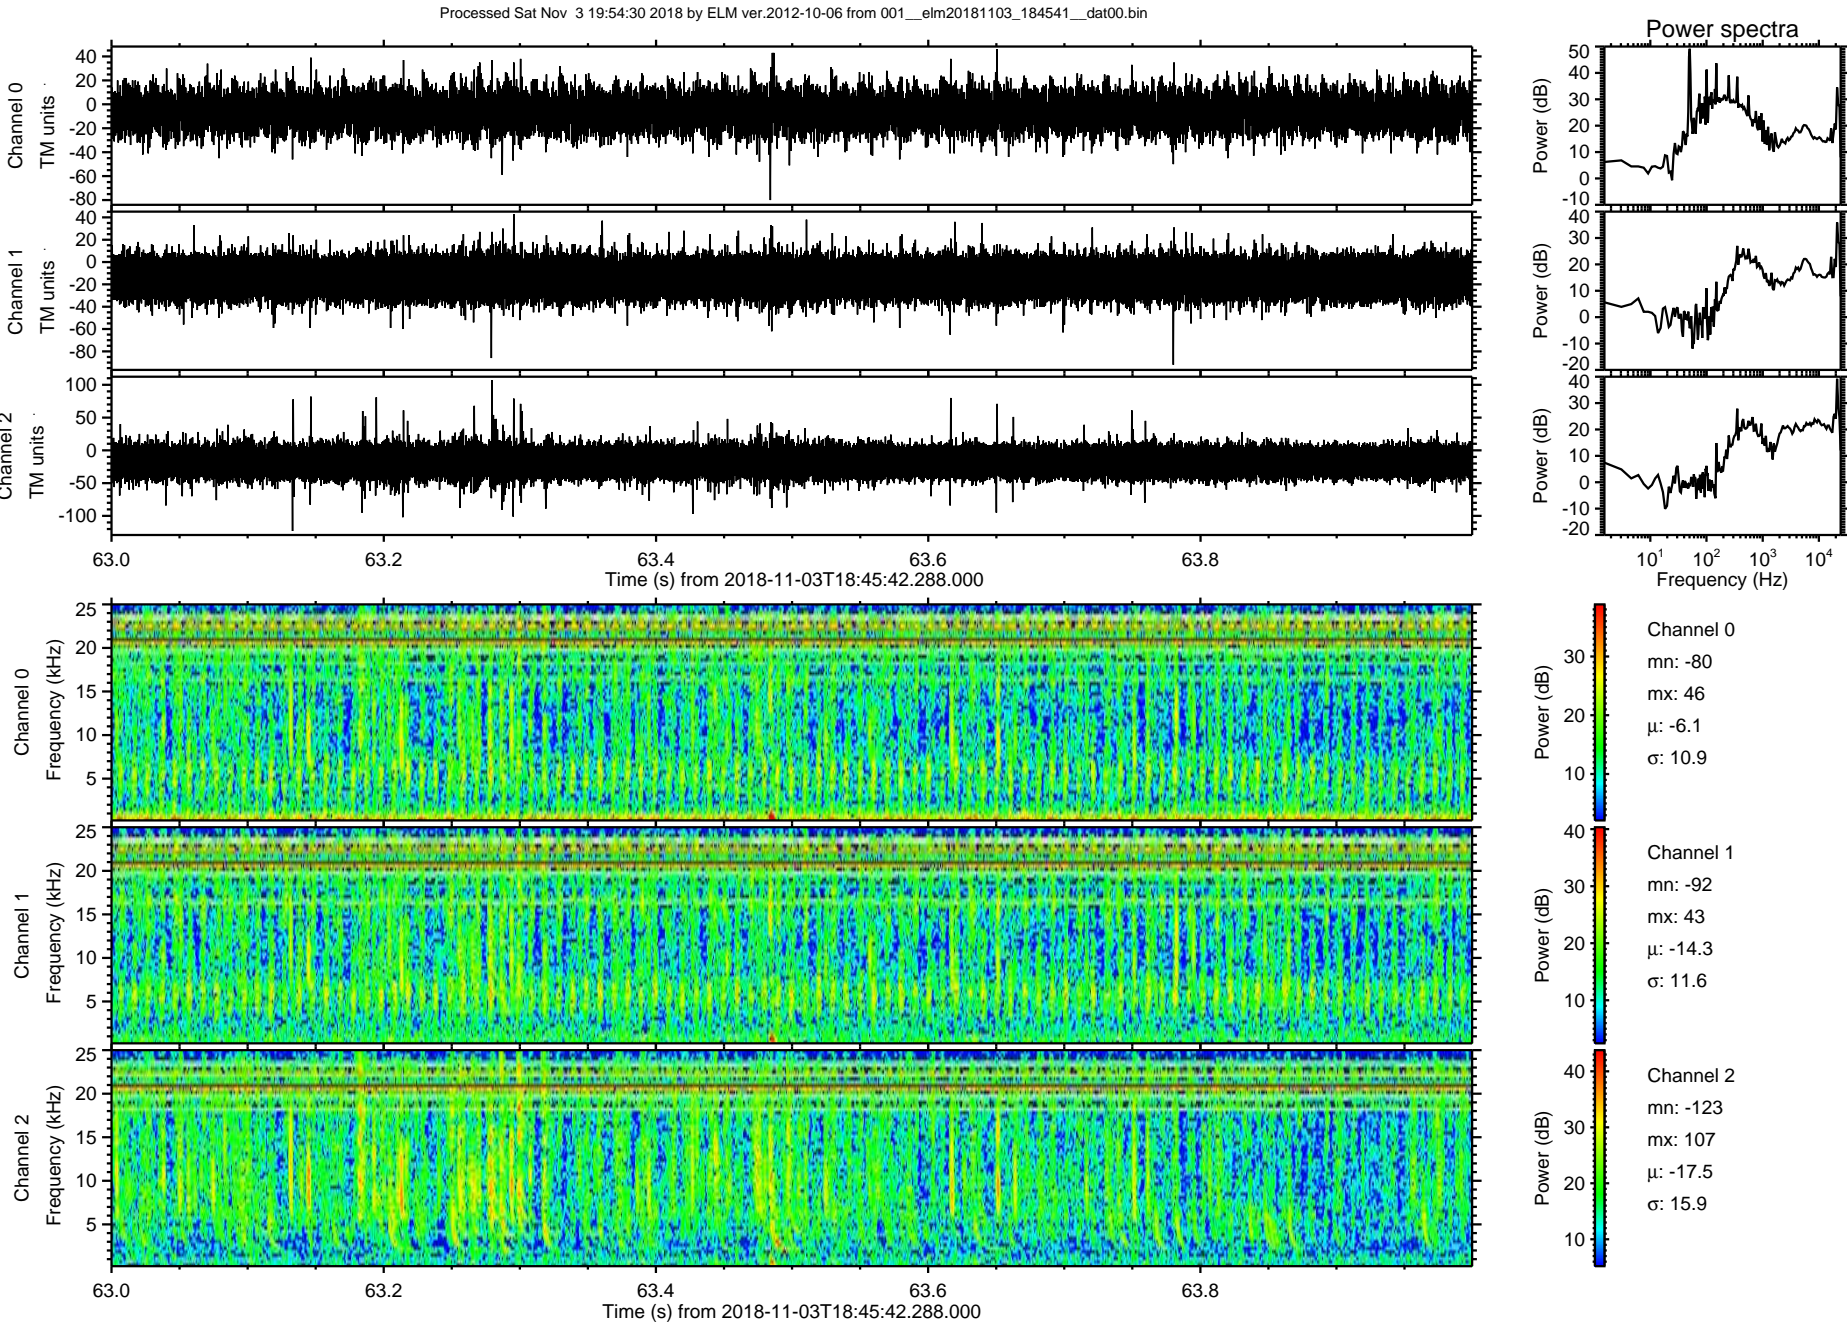 Processed Sat Nov  3 19:54:30 2018 by ELM ver.2012-10-06 from 001__elm20181103_184541__dat00.bin
Power spectra
Channel 0
TM units
40
20
0
-20
-40
-60
-80
Power (dB)
50
40
30
20
10
0
-10
Channel 1
TM units
40
20
0
-20
-40
-60
-80
Power (dB)
40
30
20
10
0
-10
-20
Channel 2
TM units
100
50
0
-50
-100
Power (dB)
40
30
20
10
0
-10
-20
63.0 63.2 63.4 63.6 63.8
Time (s) from 2018-11-03T18:45:42.288.000
10^1 10^2 10^3 10^4
Frequency (Hz)
Channel 0
Frequency (kHz)
25
20
15
10
5
Power (dB)
30
20
10
Channel 0
mn: -80
mx: 46
μ: -6.1
σ: 10.9
Channel 1
Frequency (kHz)
25
20
15
10
5
Power (dB)
40
30
20
10
Channel 1
mn: -92
mx: 43
μ: -14.3
σ: 11.6
Channel 2
Frequency (kHz)
25
20
15
10
5
Power (dB)
40
30
20
10
Channel 2
mn: -123
mx: 107
μ: -17.5
σ: 15.9
63.0 63.2 63.4 63.6 63.8
Time (s) from 2018-11-03T18:45:42.288.000